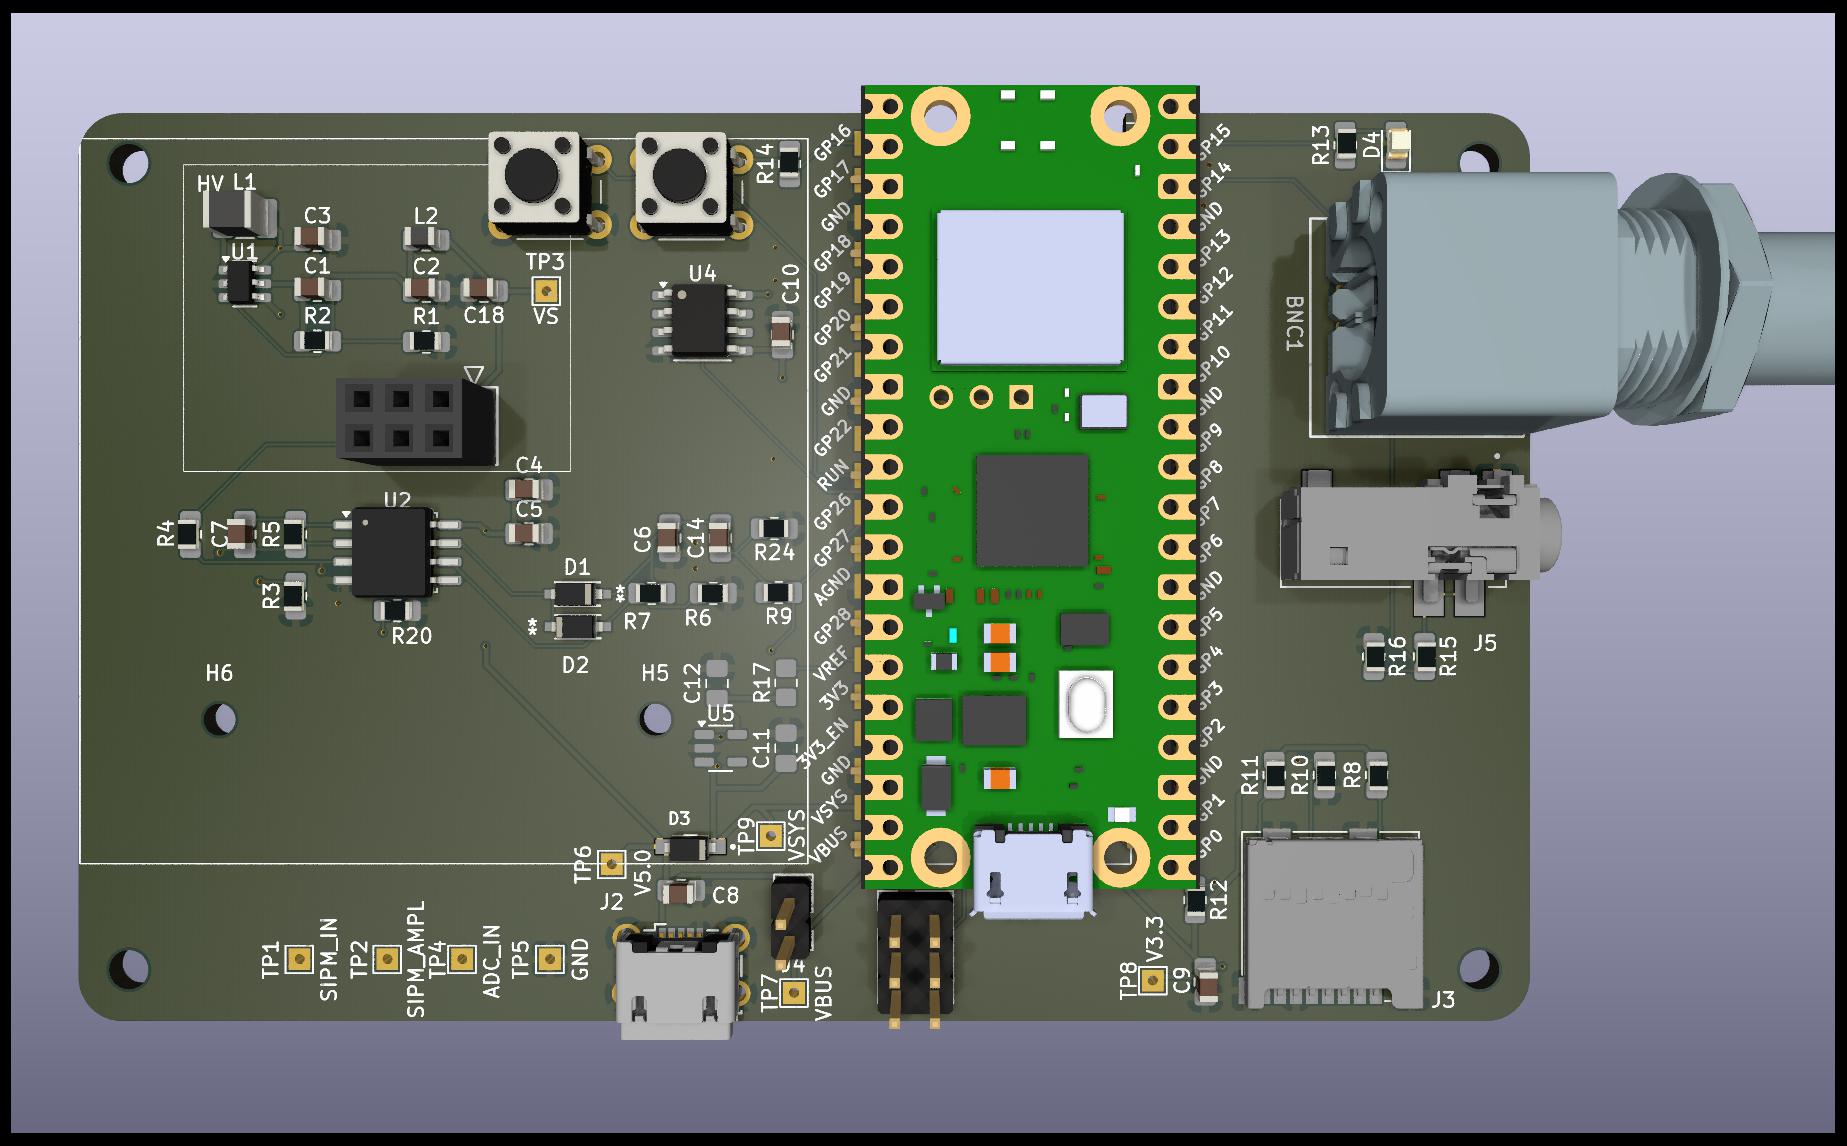 GP16
GP17
GND
GP18
GP19
GP20
GP21
GND
GP22
RUN
GP26
GP27
AGND
GP28
VREF
3V3
3V3_EN
GND
VSYS
VBUS
GP15
GP14
GND
GP13
GP12
GP11
GP10
GND
GP9
GP8
GP7
GP6
GND
GP5
GP4
GP3
GP2
GND
GP1
GP0
R13
D4
R14
HV
L1
C3
L2
U1
C1
C2
TP3
R2
R1
C18
VS
U4
C10
BNC1
C4
C5
U2
R4
C7
R5
R3
R20
C6
C14
R24
D1
**
**
D2
R7
R6
R9
H6
H5
C12
R17
U5
C11
J5
R16
R15
R11
R10
R8
D3
TP9
VSYS
TP6
V5.0
J2
C8
TP1
SIPM_IN
TP2
SIPM_AMPL
TP4
ADC_IN
TP5
GND
J4
TP7
VBUS
R12
TP8
V3.3
C9
J3